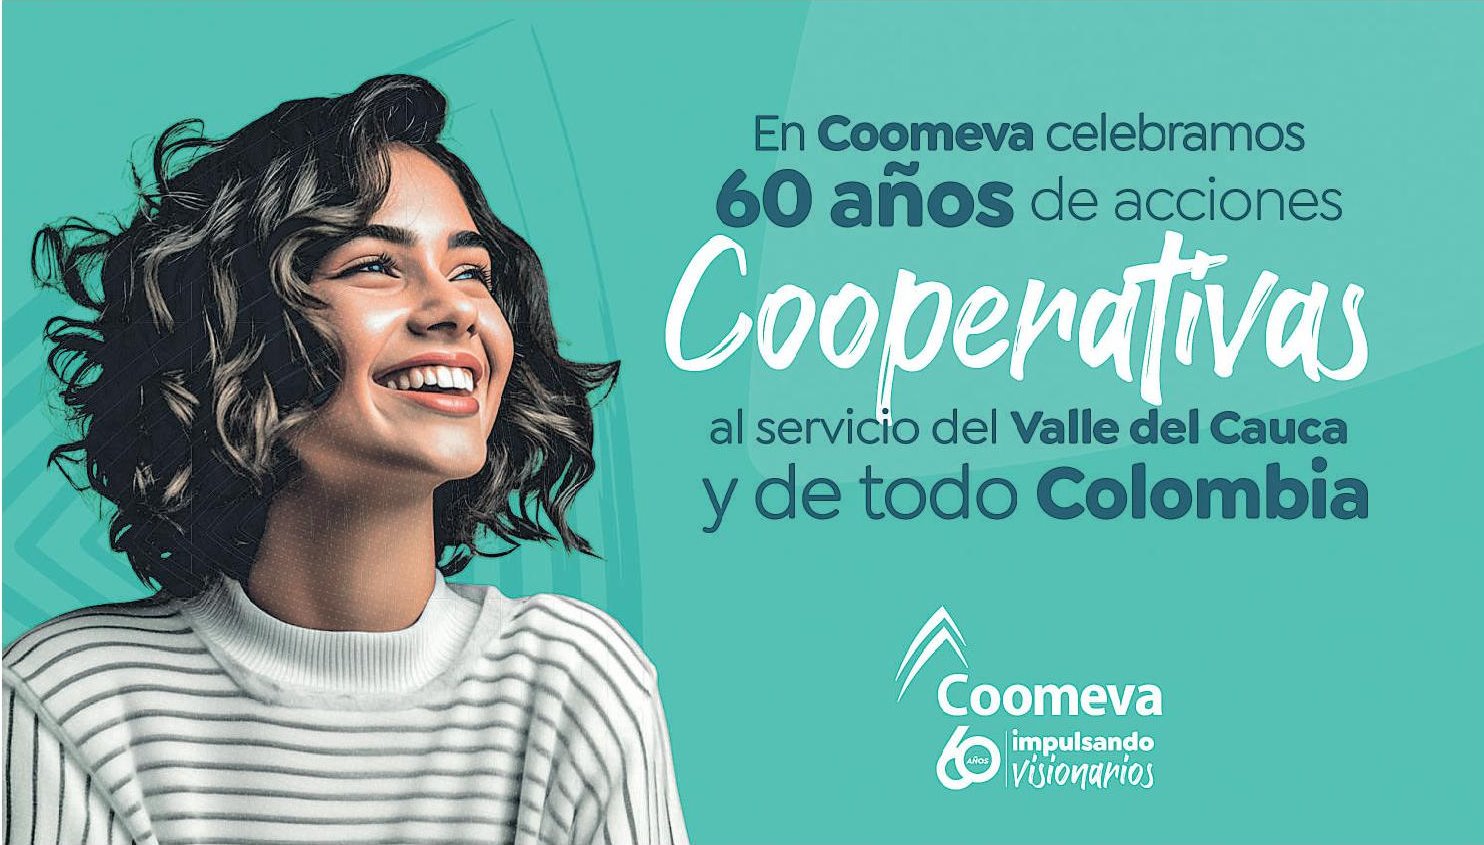 En Coomeva celebramos
60 años de acciones
Cooperativas
al servicio del Valle del Cauca
y de todo Colombia
Coomeva
60 AÑOS
impulsando
visionarios